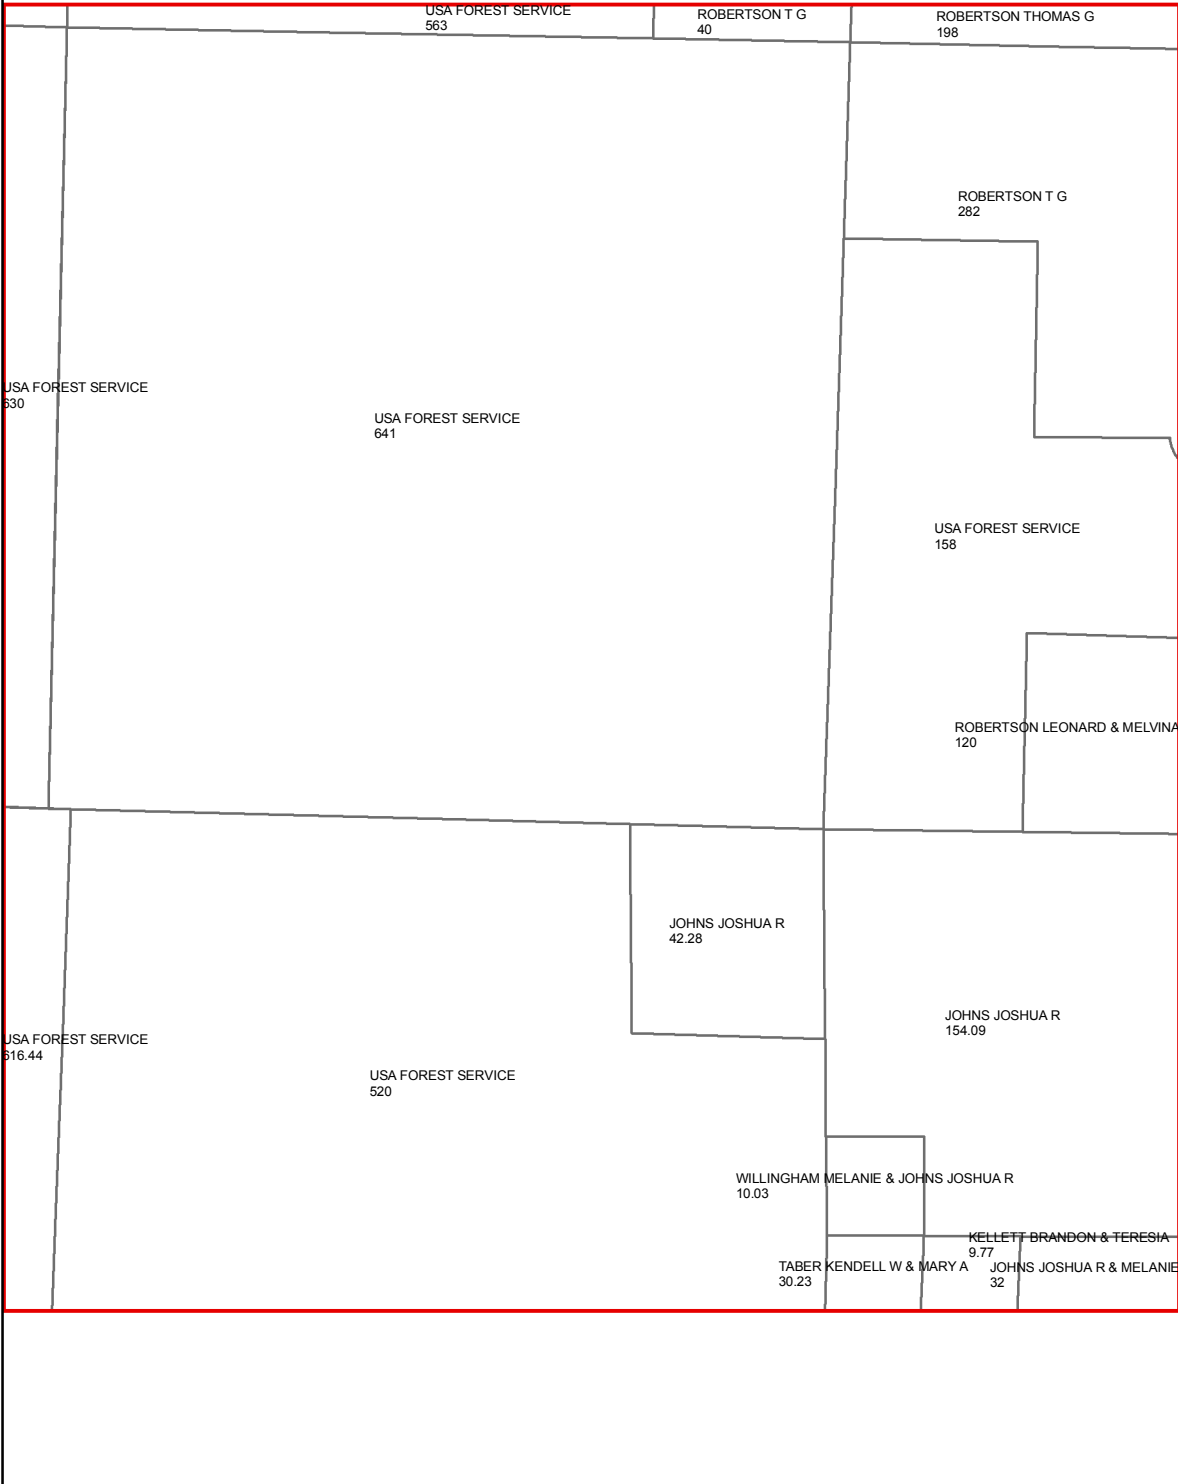 USA FOREST SERVICE
563
ROBERTSON T G
40
ROBERTSON THOMAS G
198
ROBERTSON T G
282
USA FOREST SERVICE
630
USA FOREST SERVICE
641
USA FOREST SERVICE
158
ROBERTSON LEONARD & MELVINA
120
JOHNS JOSHUA R
42.28
JOHNS JOSHUA R
154.09
USA FOREST SERVICE
616.44
USA FOREST SERVICE
520
WILLINGHAM MELANIE & JOHNS JOSHUA R
10.03
KELLETT BRANDON & TERESIA
9.77
TABER KENDELL W & MARY A
30.23
JOHNS JOSHUA R & MELANIE
32